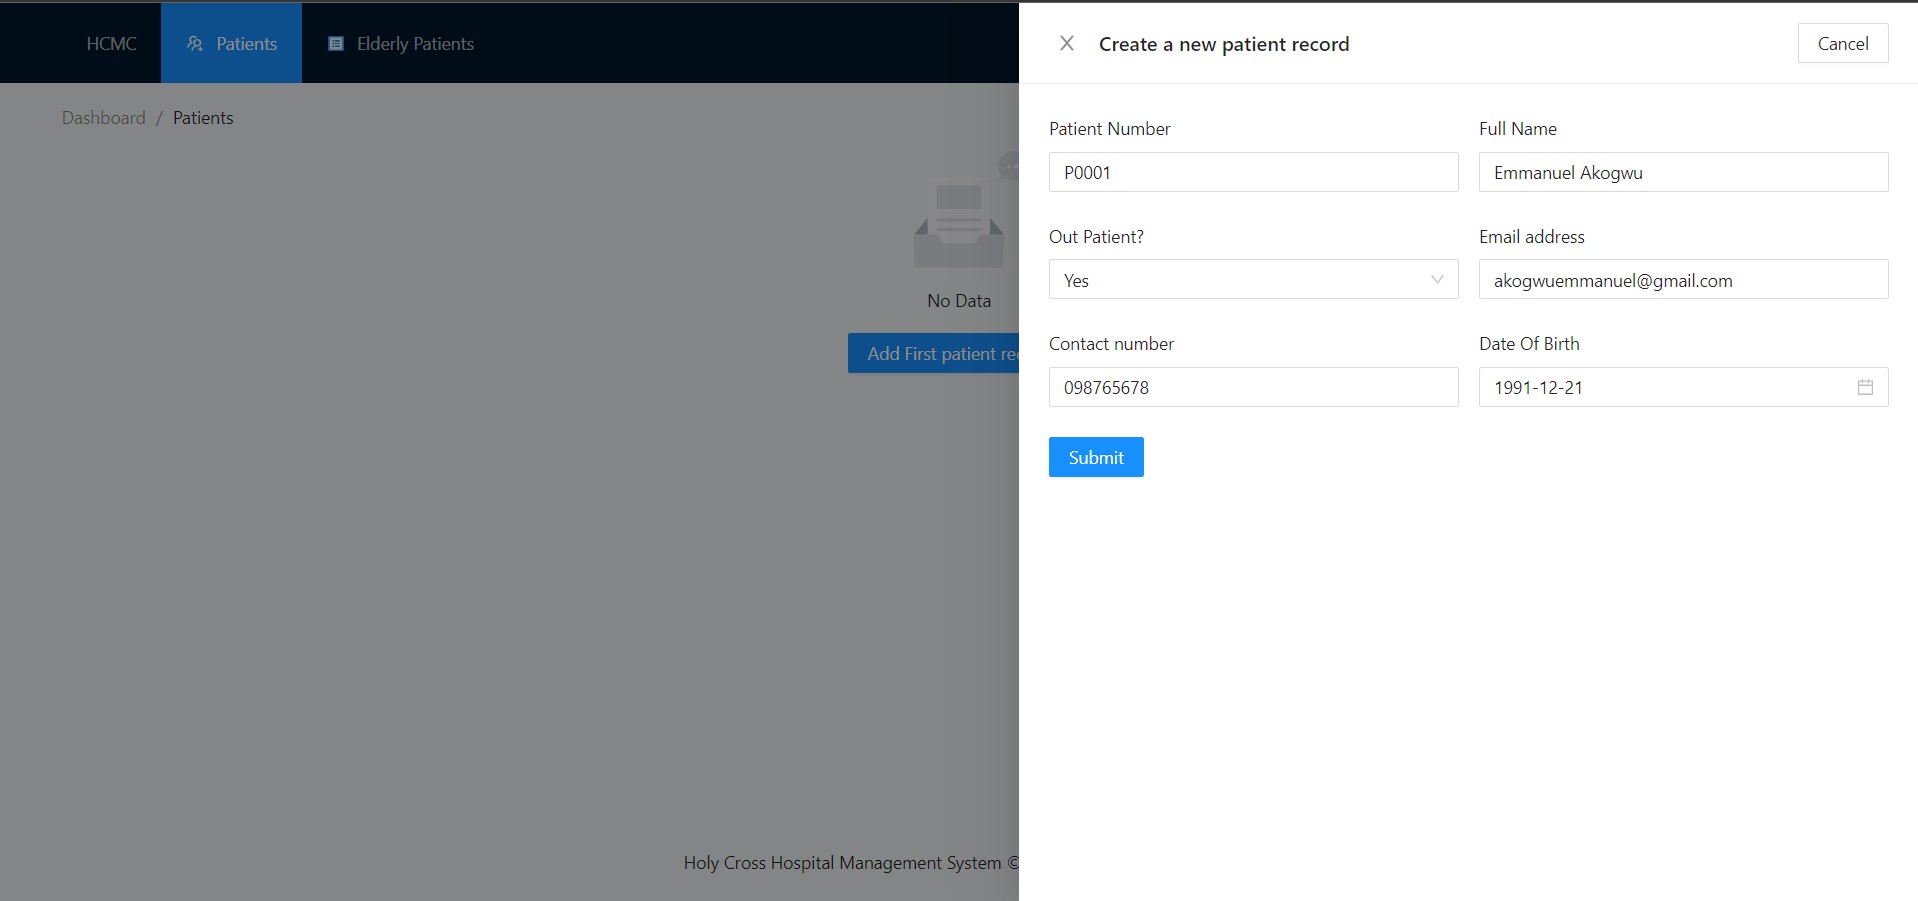 HCMC Patients Elderly Patients
Dashboard / Patients
No Data
Add First patient
Holy Cross Hospital Management System ©
Create a new patient record Cancel
Patient Number Full Name
P0001 Emmanuel Akogwu
Out Patient? Email address
Yes akogwuemmanuel@gmail.com
Contact number Date Of Birth
098765678 1991-12-21
Submit